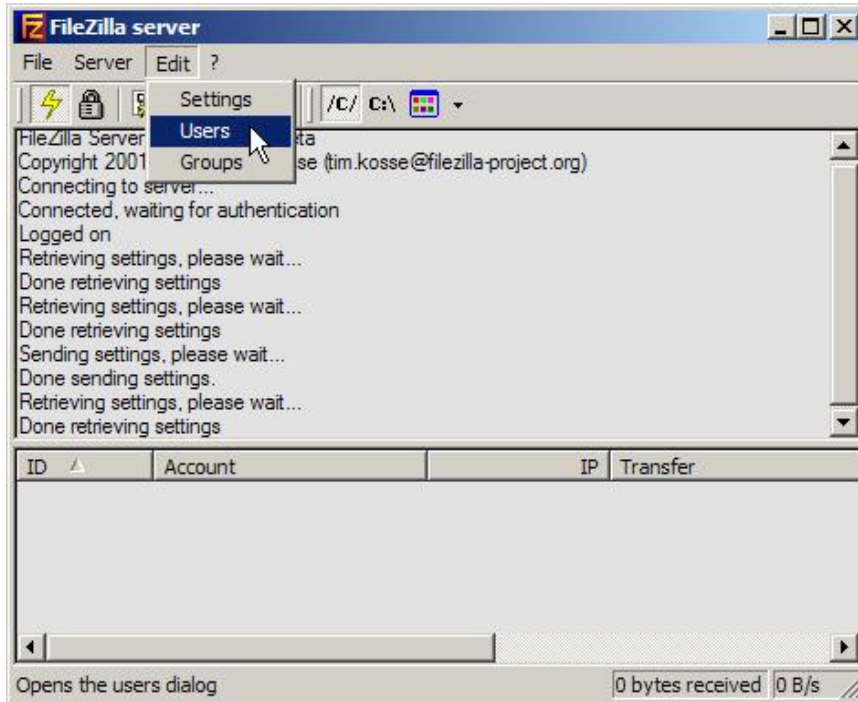 FileZilla server
File Server Edit ?
Settings
/C/ C:\
Users
FileZilla Server ta
Groups
Copyright 2001 se (tim.kosse@filezilla-project.org)
Connecting to server...
Connected, waiting for authentication
Logged on
Retrieving settings, please wait...
Done retrieving settings
Retrieving settings, please wait...
Done retrieving settings
Sending settings, please wait...
Done sending settings.
Retrieving settings, please wait...
Done retrieving settings
ID Account IP Transfer
Opens the users dialog 0 bytes received 0 B/s